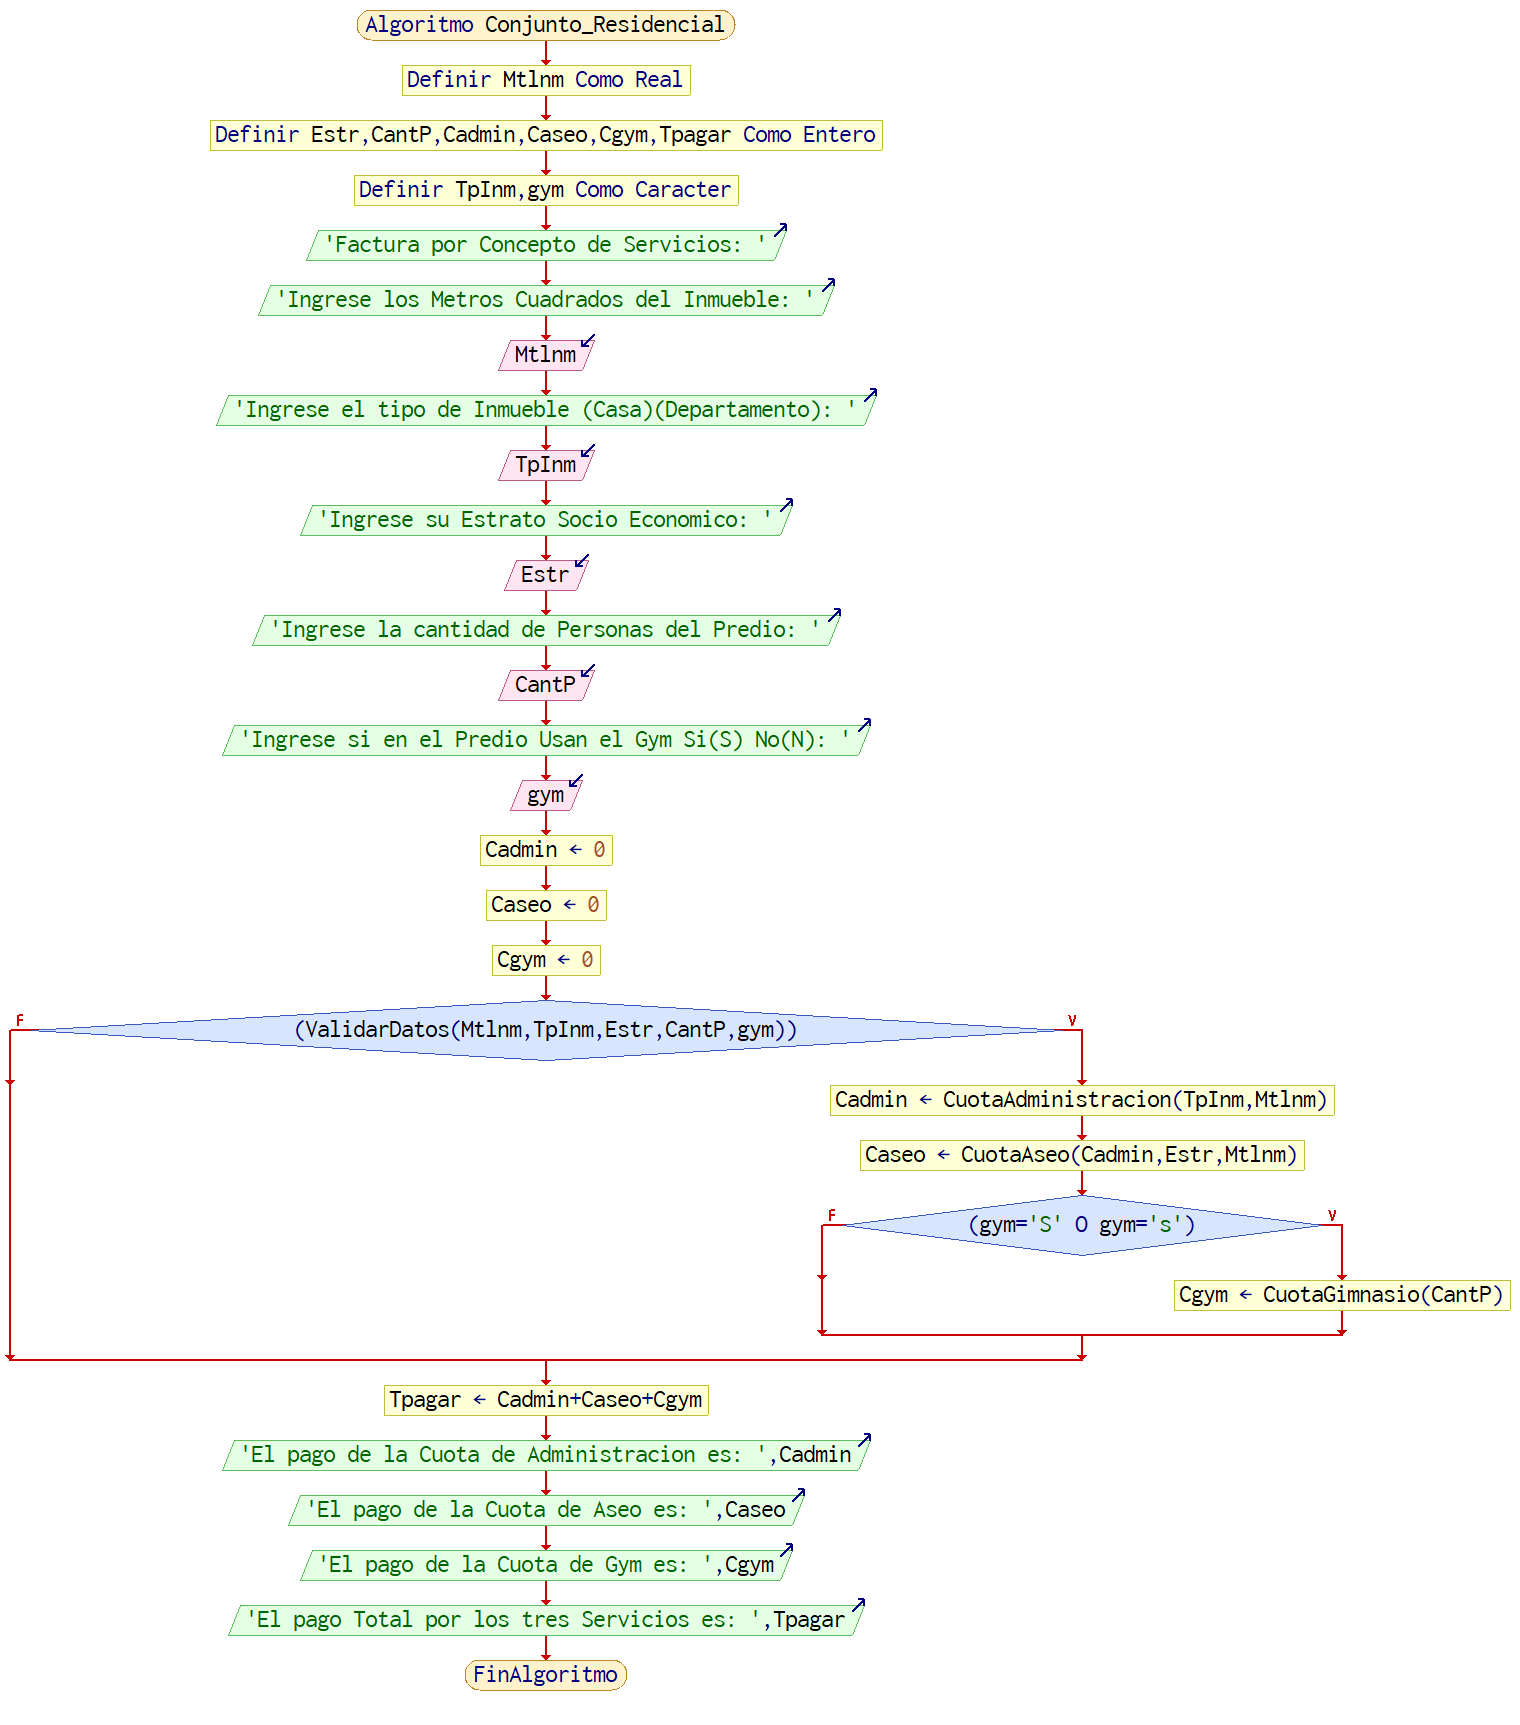 Algoritmo Conjunto_Residencial
Definir Mtlnm Como Real
Definir Estr,CantP,Cadmin,Caseo,Cgym,Tpagar Como Entero
Definir TpInm,gym Como Caracter
'Factura por Concepto de Servicios: '
'Ingrese los Metros Cuadrados del Inmueble: '
Mtlnm
'Ingrese el tipo de Inmueble (Casa)(Departamento): '
TpInm
'Ingrese su Estrato Socio Economico: '
Estr
'Ingrese la cantidad de Personas del Predio: '
CantP
'Ingrese si en el Predio Usan el Gym Si(S) No(N): '
gym
Cadmin ← 0
Caseo ← 0
Cgym ← 0
F
V
(ValidarDatos(Mtlnm,TpInm,Estr,CantP,gym))
Cadmin ← CuotaAdministracion(TpInm,Mtlnm)
Caseo ← CuotaAseo(Cadmin,Estr,Mtlnm)
F
V
(gym='S' O gym='s')
Cgym ← CuotaGimnasio(CantP)
Tpagar ← Cadmin+Caseo+Cgym
'El pago de la Cuota de Administracion es: ',Cadmin
'El pago de la Cuota de Aseo es: ',Caseo
'El pago de la Cuota de Gym es: ',Cgym
'El pago Total por los tres Servicios es: ',Tpagar
FinAlgoritmo